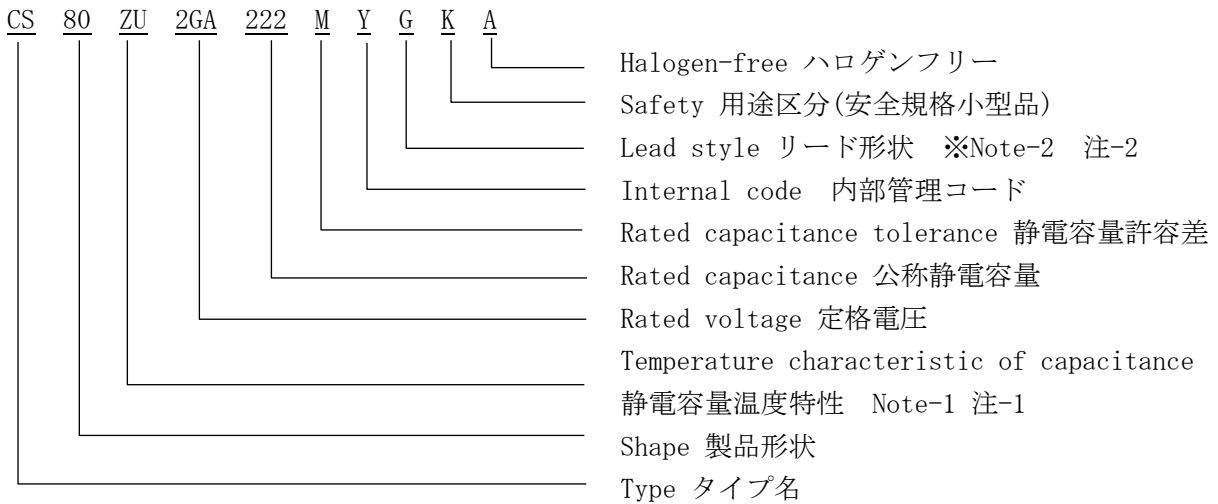 CS 80 ZU 2GA 222 M Y G K A
Halogen-free ハロゲンフリー
Safety 用途区分(安全規格小型品)
Lead style リード形状 ※Note-2 注-2
Internal code 内部管理コード
Rated capacitance tolerance 静電容量許容差
Rated capacitance 公称静電容量
Rated voltage 定格電圧
Temperature characteristic of capacitance
静電容量温度特性 Note-1 注-1
Shape 製品形状
Type タイプ名